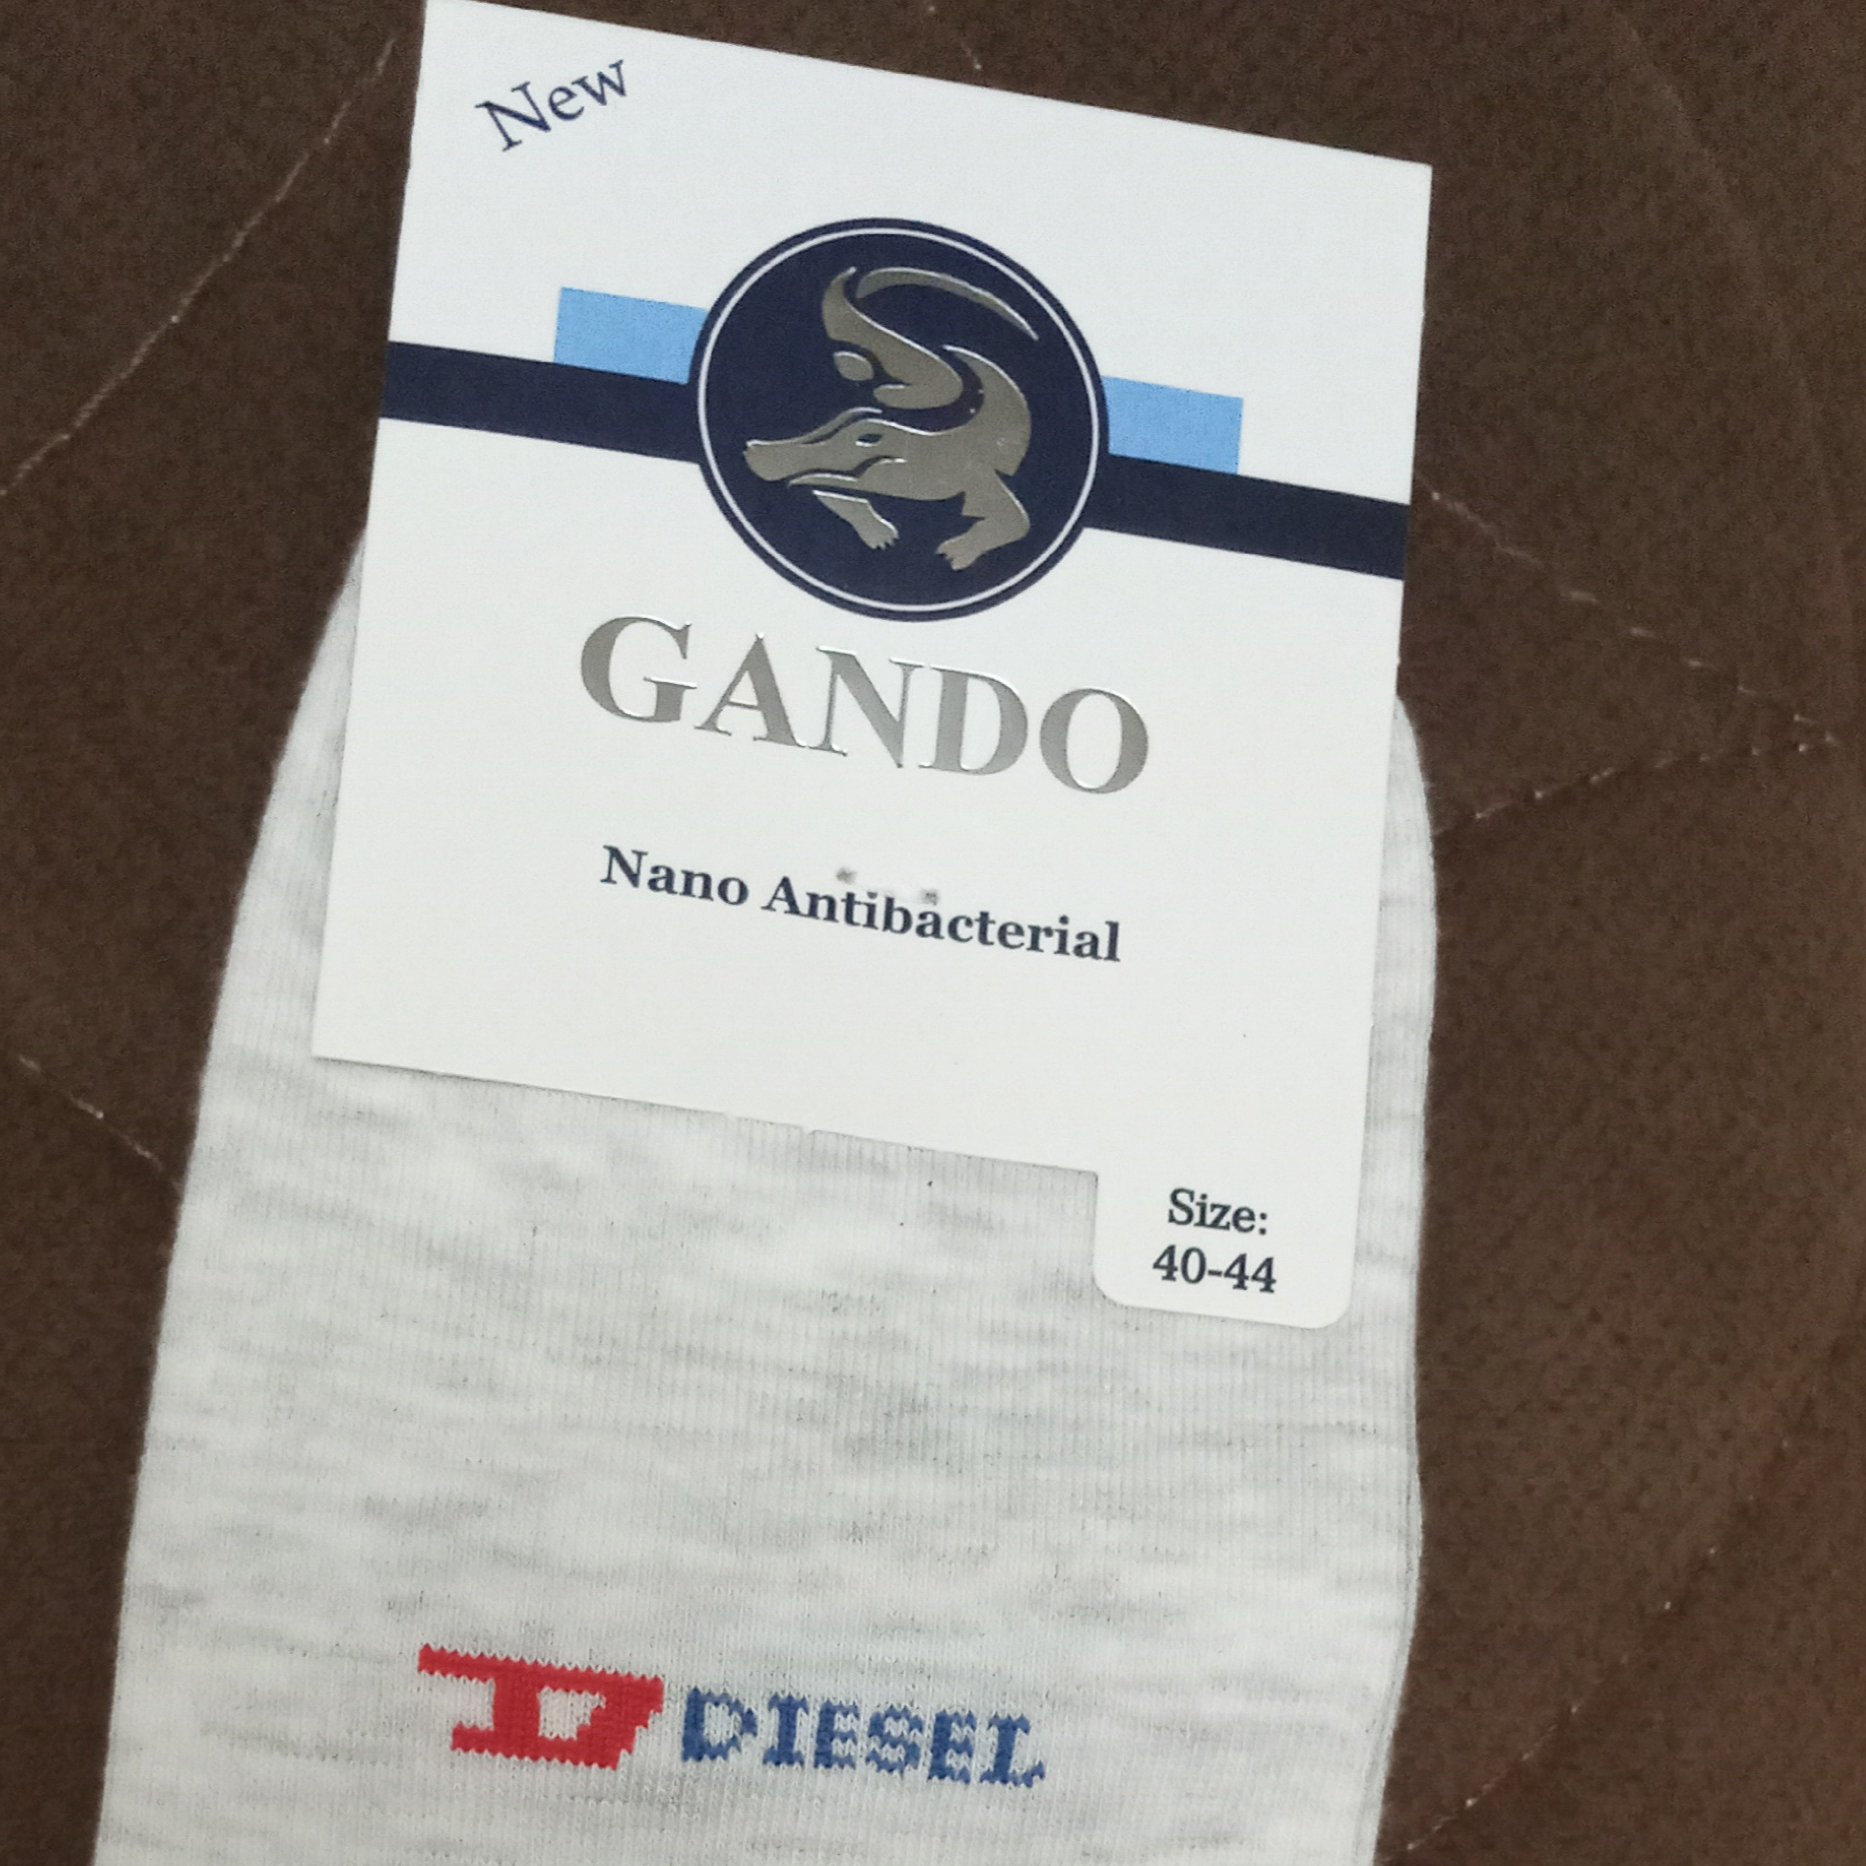 New
GANDO
Nano Antibacterial
Size:
40-44
D DIESEL